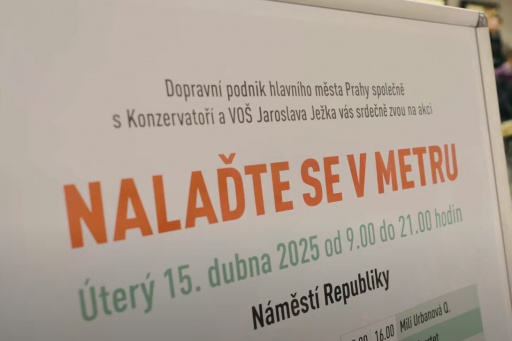 Dopravní podnik hlavního města Prahy společně
s Konzervatoří a VOŠ Jaroslava Ježka vás srdečně zvou na akci
NALAĎTE SE V METRU
Úterý 15. dubna 2025 od 9.00 do 21.00 hodin
Náměstí Republiky
16.00 Mili Urbanová Q.